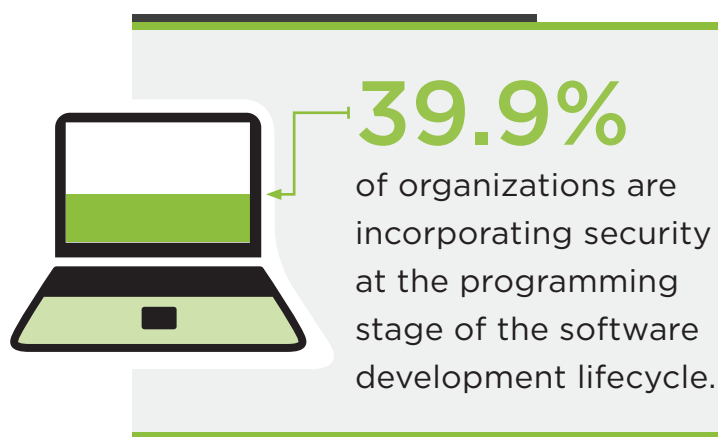 39.9%
of organizations are
incorporating security
at the programming
stage of the software
development lifecycle.